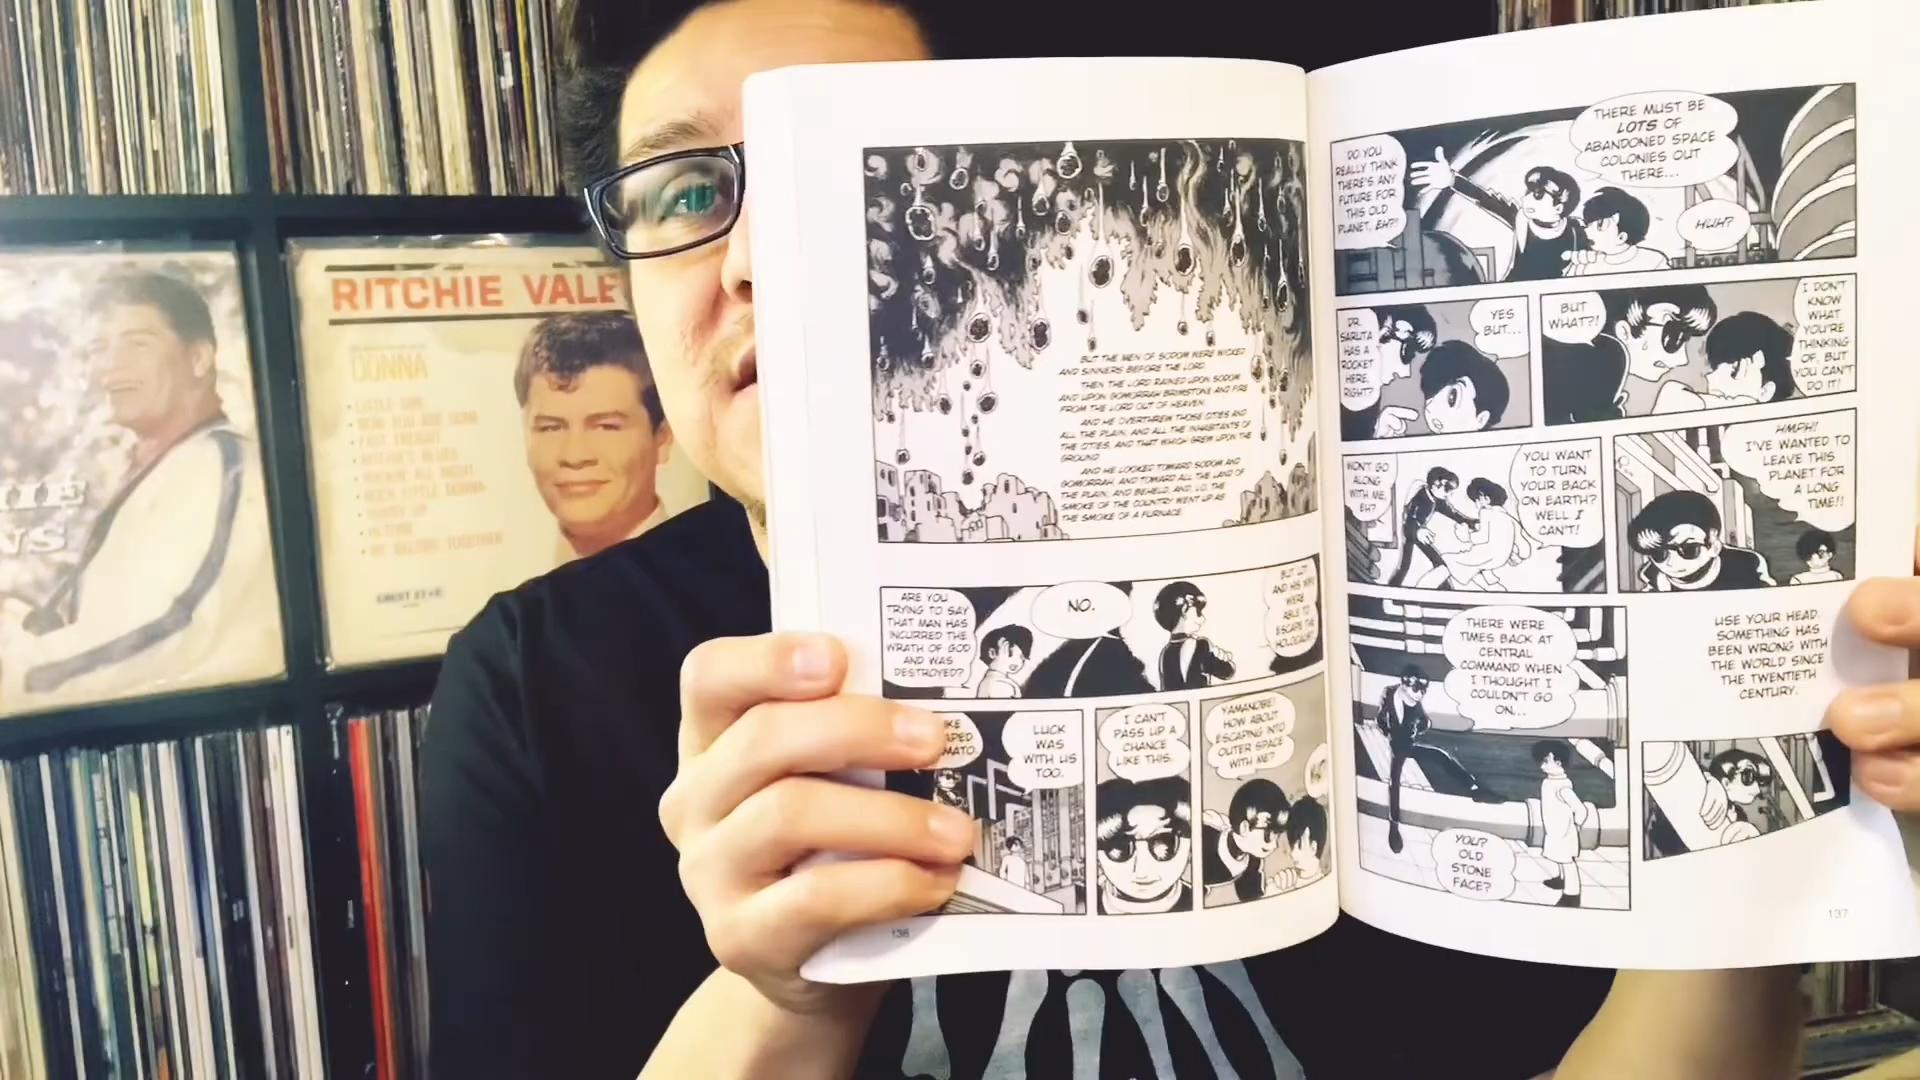 RITCHIE VALE
DONNA
BUT THE MEN OF SODOM WERE WICKED
AND SINNERS BEFORE THE LORD.
THEN THE LORD RAINED UPON SODOM
AND UPON GOMORRAH BRIMSTONE AND FIRE
FROM THE LORD OUT OF HEAVEN.
AND HE OVERTHREW THOSE CITIES AND
ALL THE PLAIN, AND ALL THE INHABITANTS OF
THE CITIES, AND THAT WHICH GREW UPON THE
GROUND.
AND HE LOOKED TOWARD SODOM AND
GOMORRAH, AND TOWARD ALL THE LAND OF
THE PLAIN, AND BEHELD, AND, LO, THE
SMOKE OF THE COUNTRY WENT UP AS
THE SMOKE OF A FURNACE.
ARE YOU
TRYING TO SAY
THAT MAN HAS
INCURRED THE
WRATH OF GOD
AND WAS
DESTROYED?
NO.
BUT LOT
AND HIS WIFE
WERE
ABLE TO
ESCAPE THE
HOLOCAUST.
LUCK
WAS
WITH US
TOO.
I CAN'T
PASS UP A
CHANCE
LIKE THIS.
YAMANOBE!
HOW ABOUT
ESCAPING INTO
OUTER SPACE
WITH ME?
136
DO YOU
REALLY THINK
THERE'S ANY
FUTURE FOR
THIS OLD
PLANET, EH?!
THERE MUST BE
LOTS OF
ABANDONED SPACE
COLONIES OUT
THERE...
HUH?
DR.
SARUTA
HAS A
ROCKET
HERE,
RIGHT?
YES
BUT...
BUT
WHAT?!
I DON'T
KNOW
WHAT
YOU'RE
THINKING
OF, BUT
YOU CAN'T
DO IT!
WON'T GO
ALONG
WITH ME,
EH?
YOU WANT
TO TURN
YOUR BACK
ON EARTH?
WELL I
CAN'T!
HMPH!
I'VE WANTED TO
LEAVE THIS
PLANET FOR
A LONG
TIME!!
THERE WERE
TIMES BACK AT
CENTRAL
COMMAND WHEN
I THOUGHT I
COULDN'T GO
ON...
YOU?
OLD
STONE
FACE?
USE YOUR HEAD.
SOMETHING HAS
BEEN WRONG WITH
THE WORLD SINCE
THE TWENTIETH
CENTURY.
137